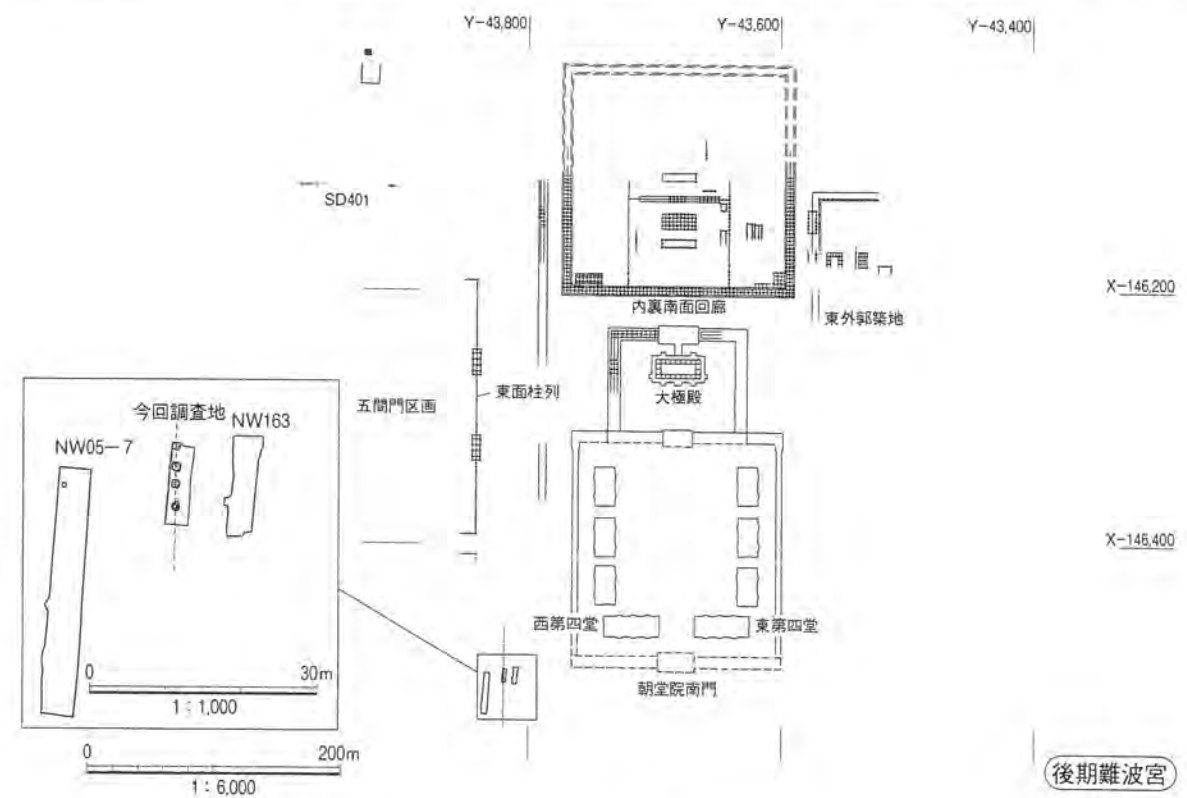 Y-43,800
Y-43,600
Y-43,400
SD401
X-146,200
内裏南面回廊
東外郭築地
大極殿
東面柱列
五間門区画
今回調査地
NW163
NW05-7
X-146,400
西第四堂
東第四堂
朝堂院南門
0
30m
1:1,000
0
200m
1:6,000
後期難波宮